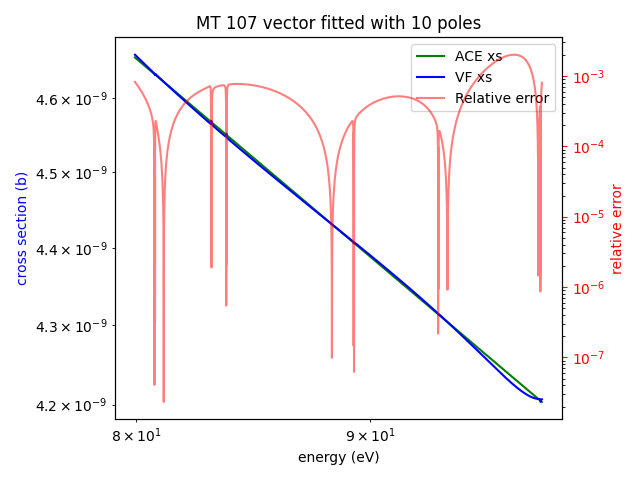 MT 107 vector fitted with 10 poles
ACE xs
VF xs
Relative error
4.6 × 10⁻⁹
4.5 × 10⁻⁹
4.4 × 10⁻⁹
4.3 × 10⁻⁹
4.2 × 10⁻⁹
cross section (b)
10⁻³
10⁻⁴
10⁻⁵
10⁻⁶
10⁻⁷
relative error
8 × 10¹
9 × 10¹
energy (eV)